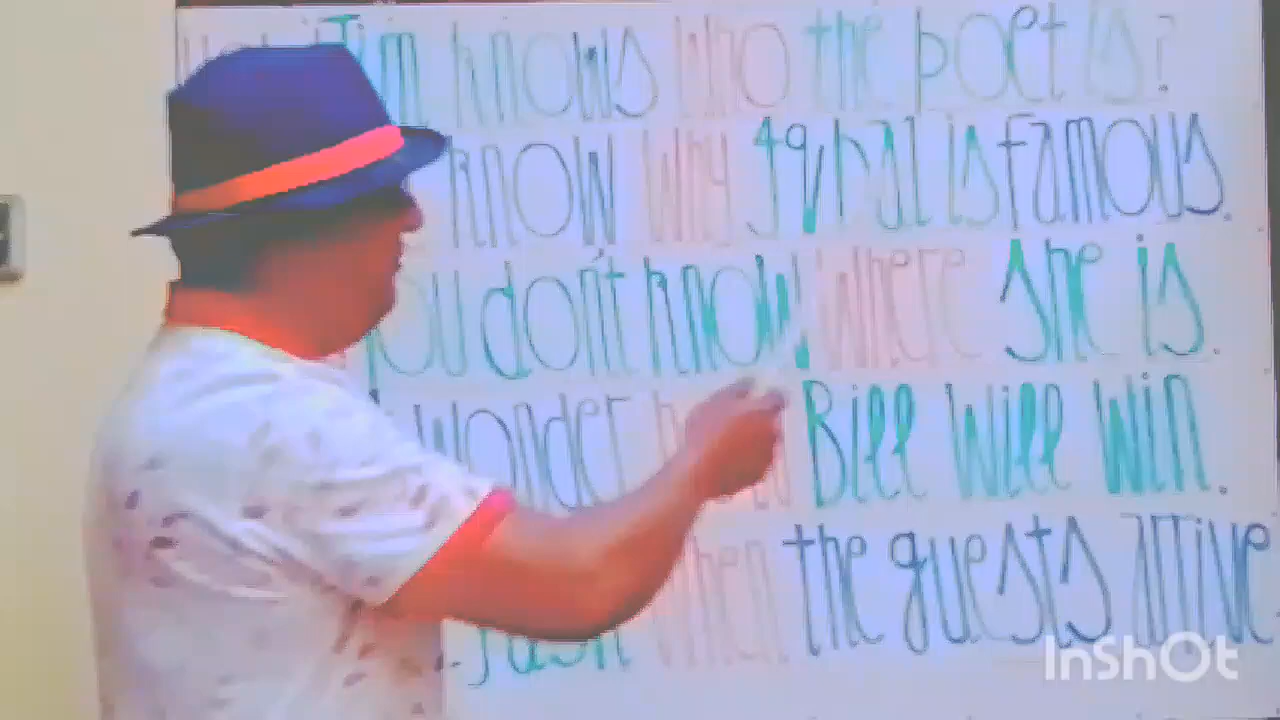 Tim knows who the poet is?
know why Iqbal is famous.
you don't know where she is.
wonder Bill will win.
when the guests arrive
InShOt